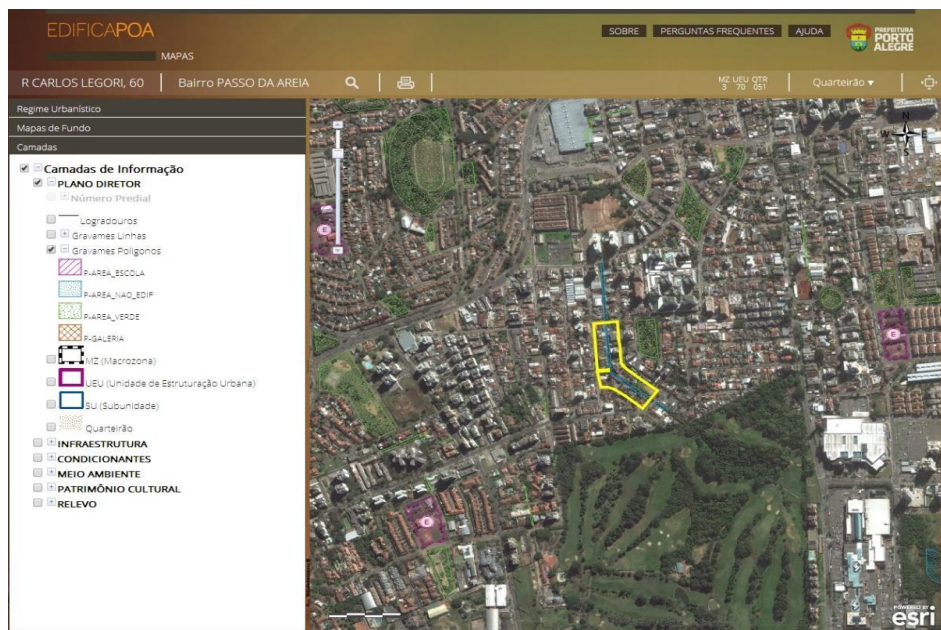 EDIFICAPOA
SOBRE PERGUNTAS FREQUENTES AJUDA
PREFEITURA
PORTO
ALEGRE
MAPAS
R CARLOS LEGORI, 60 Bairro PASSO DA AREIA
MZ UEU QTR
3 70 051
Quarteirão
Regime Urbanístico
Mapas de Fundo
Camadas
Camadas de Informação
PLANO DIRETOR
Número Predial
Logradouros
Gravames Linhas
Gravames Poligonos
P-AREA_ESCOLA
P-AREA_NAO_EDIF
P-AREA_VERDE
P-GALERIA
MZ (Macrozona)
UEU (Unidade de Estruturação Urbana)
SU (Subunidade)
Quarteirão
INFRAESTRUTURA
CONDICIONANTES
MEIO AMBIENTE
PATRIMÔNIO CULTURAL
RELEVO
N
W
S
E
E
E
POWERED BY
esri